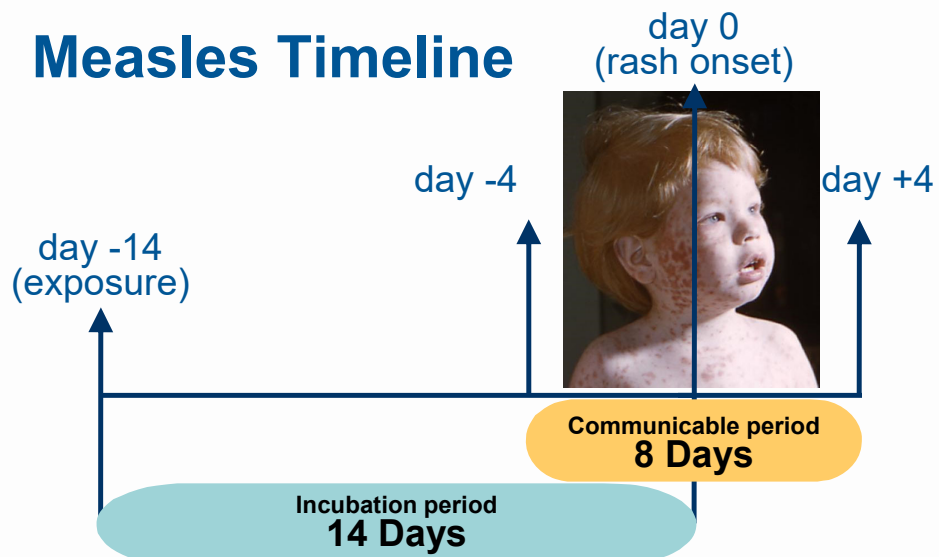 Measles Timeline
day 0
(rash onset)
day -4
day +4
day -14
(exposure)
Communicable period
8 Days
Incubation period
14 Days